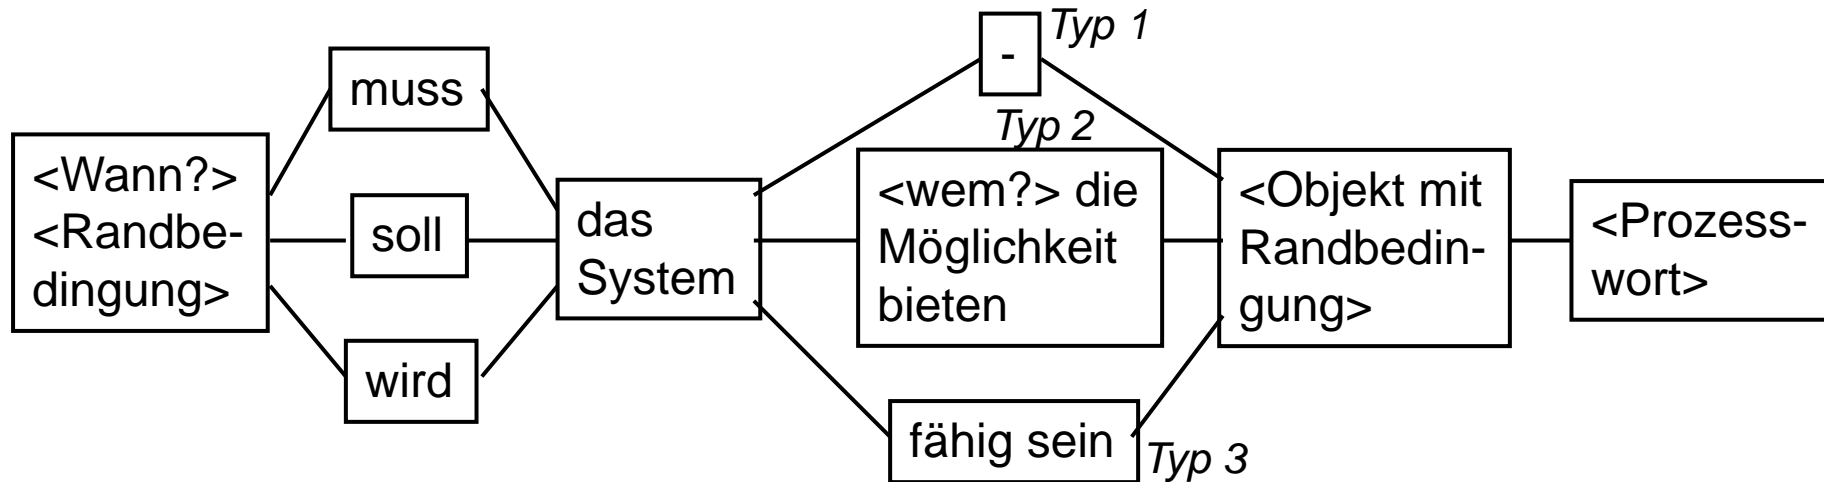 <Wann?>
<Randbe-
dingung>
muss
soll
wird
das
System
-
Typ 1
Typ 2
<wem?> die
Möglichkeit
bieten
fähig sein
Typ 3
<Objekt mit
Randbedin-
gung>
<Prozess-
wort>